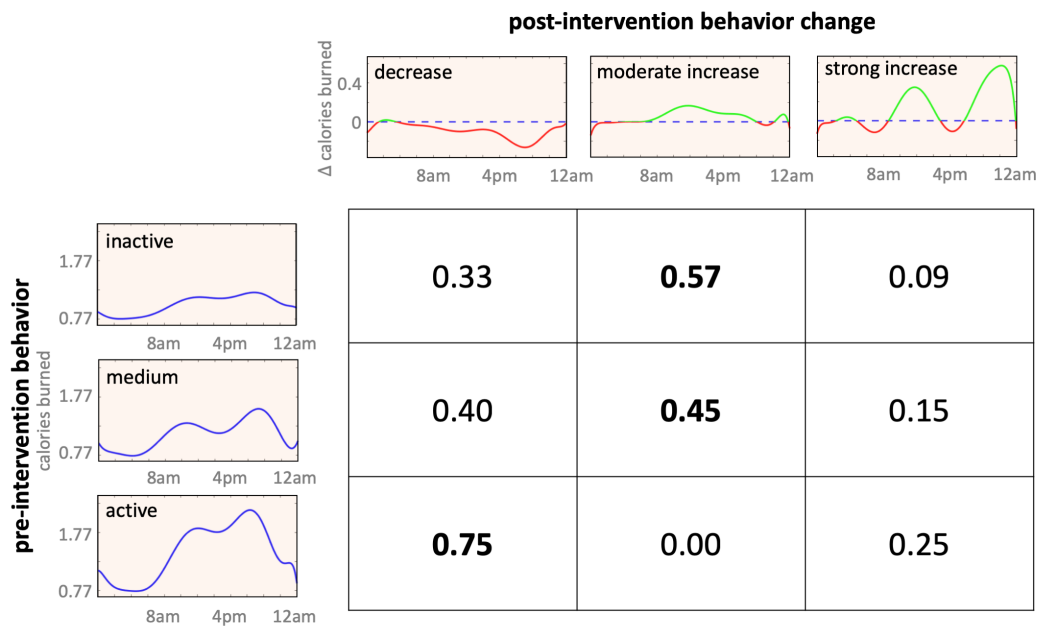 post-intervention behavior change
decrease
moderate increase
strong increase
Δ calories burned
0.4
0
8am 4pm 12am
8am 4pm 12am
8am 4pm 12am
pre-intervention behavior
calories burned
inactive
1.77
0.77
8am 4pm 12am
0.33 0.57 0.09
medium
1.77
0.77
8am 4pm 12am
0.40 0.45 0.15
active
1.77
0.77
8am 4pm 12am
0.75 0.00 0.25